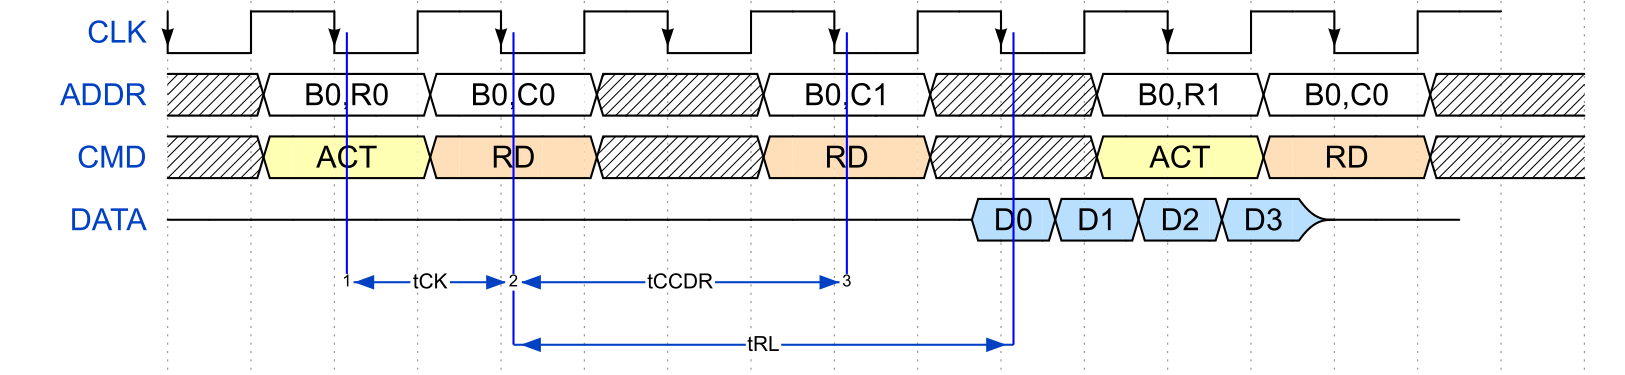 CLK
ADDR B0,R0 B0,C0 B0,C1 B0,R1 B0,C0
CMD ACT RD RD ACT RD
DATA D0 D1 D2 D3
1 tCK 2 tCCDR 3
tRL